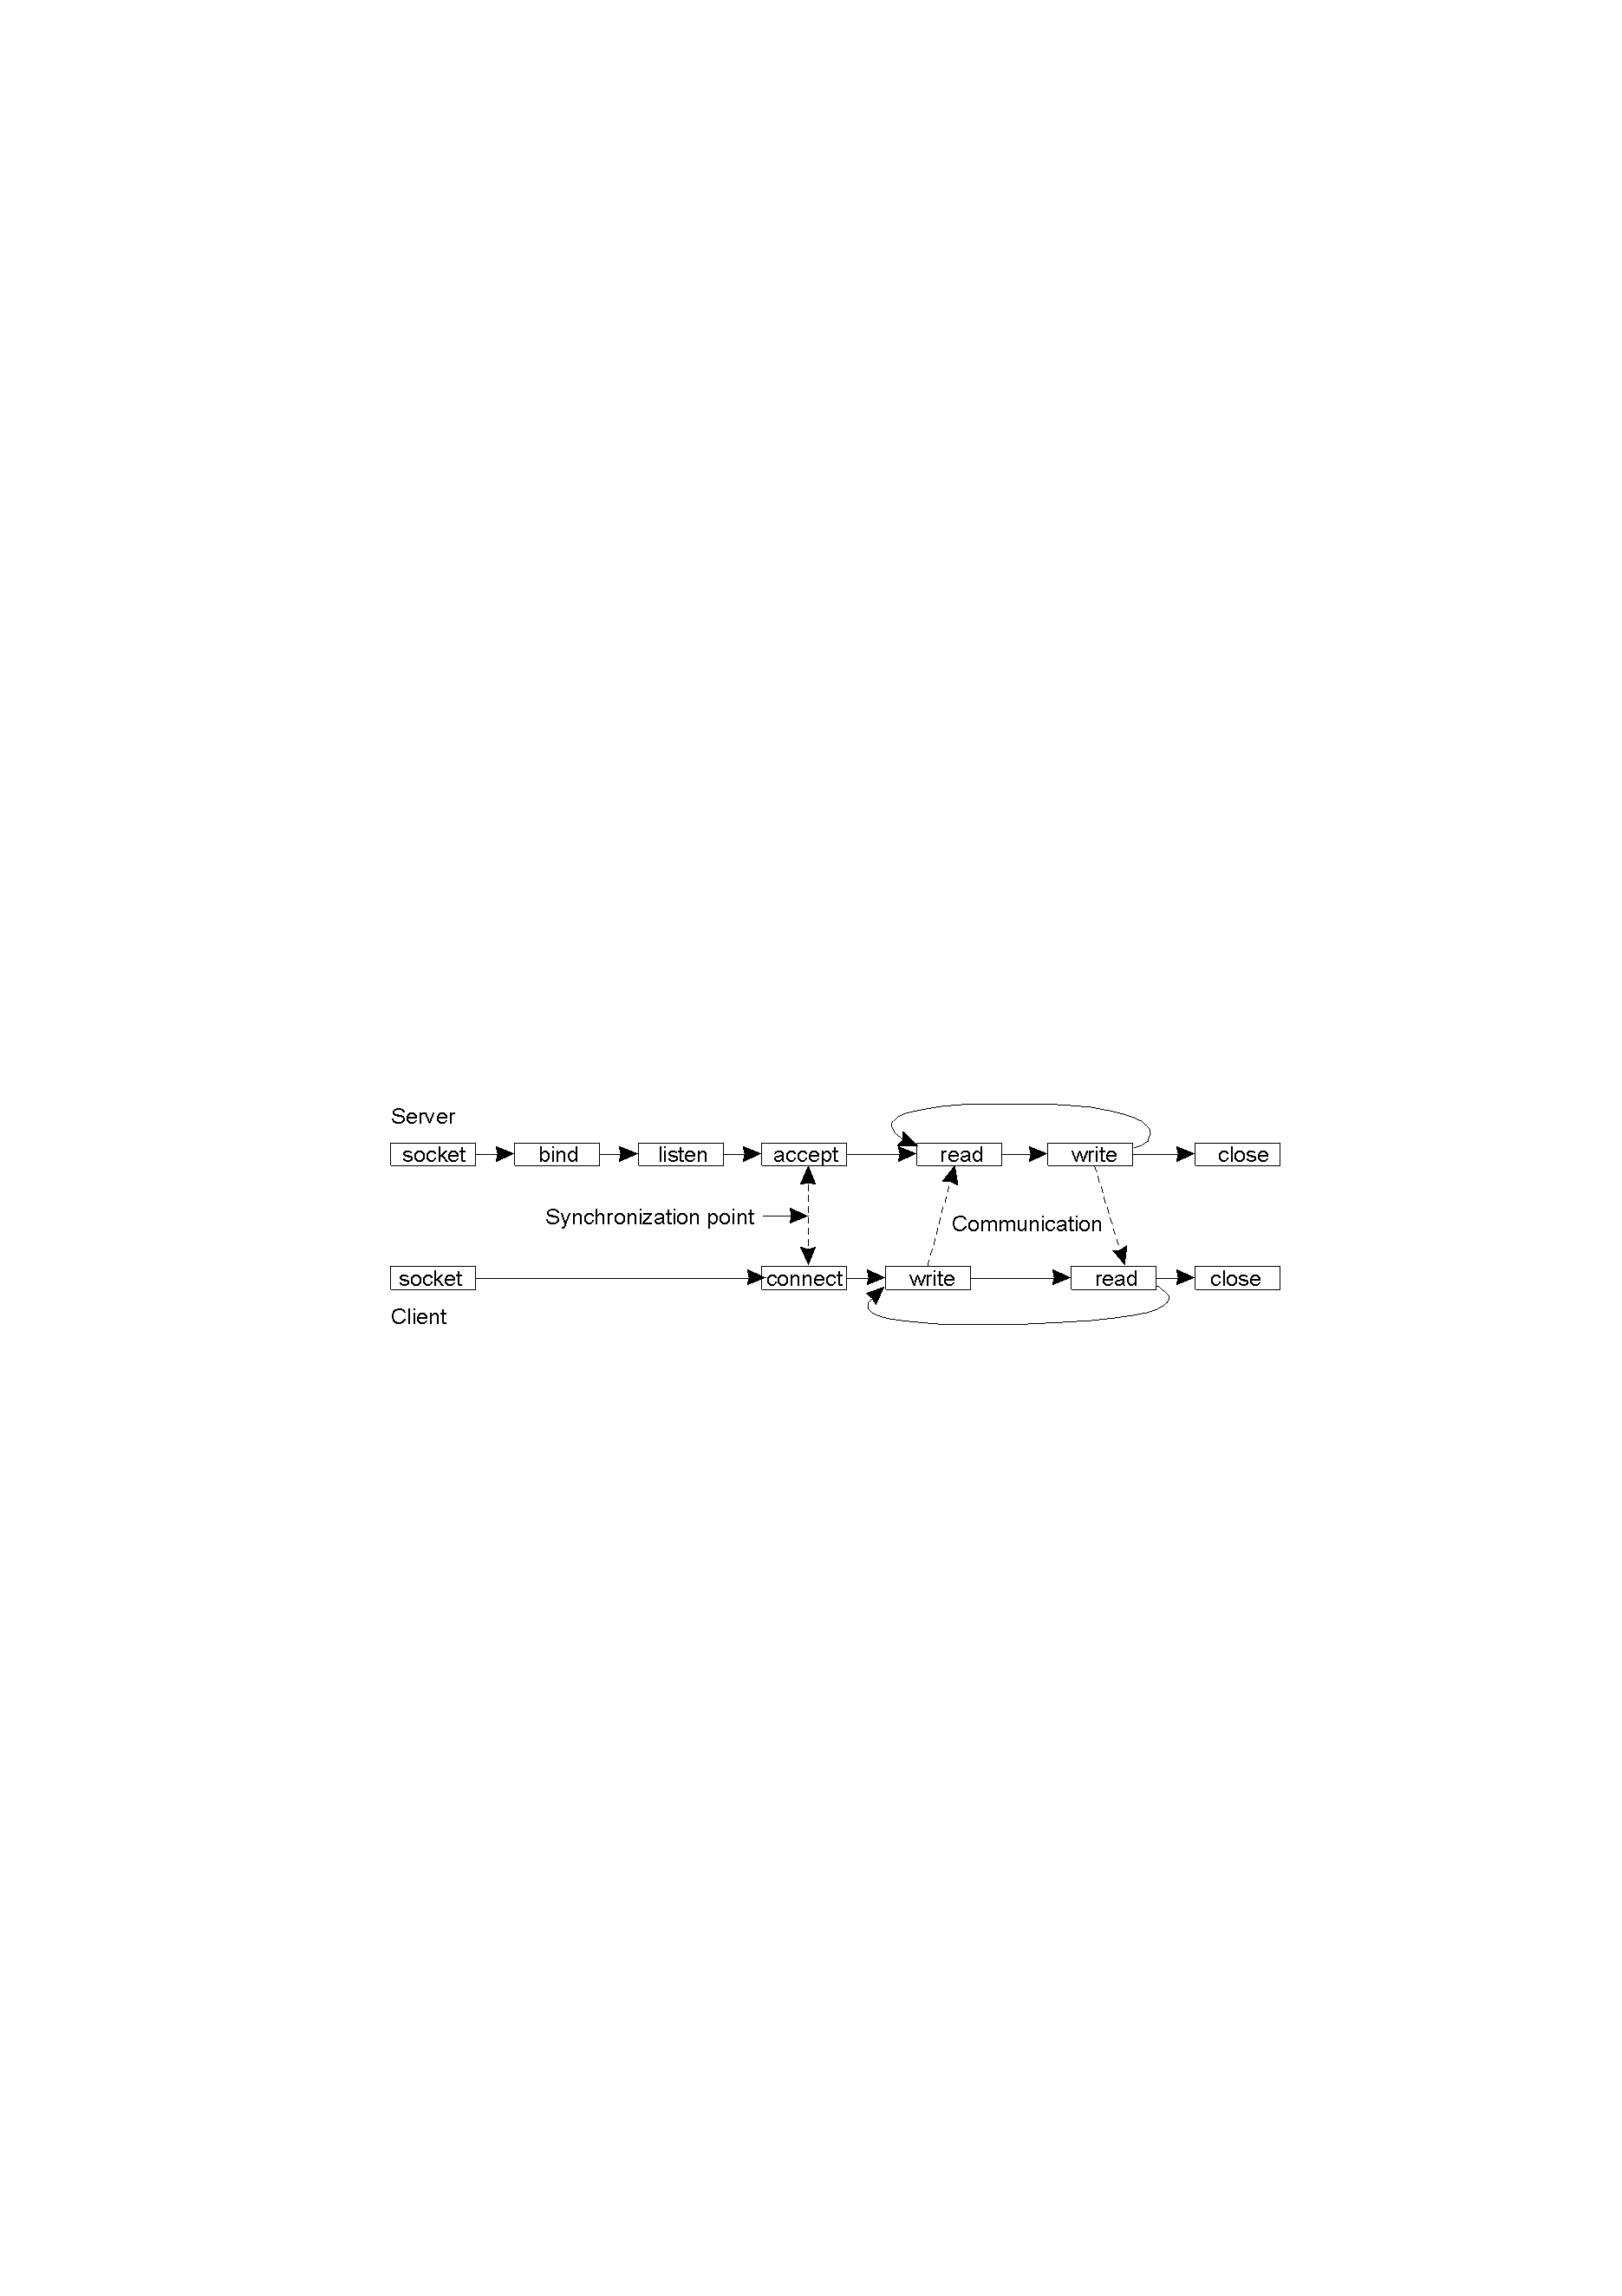 Server
socket bind listen accept read write close
Synchronization point
Communication
socket connect write read close
Client